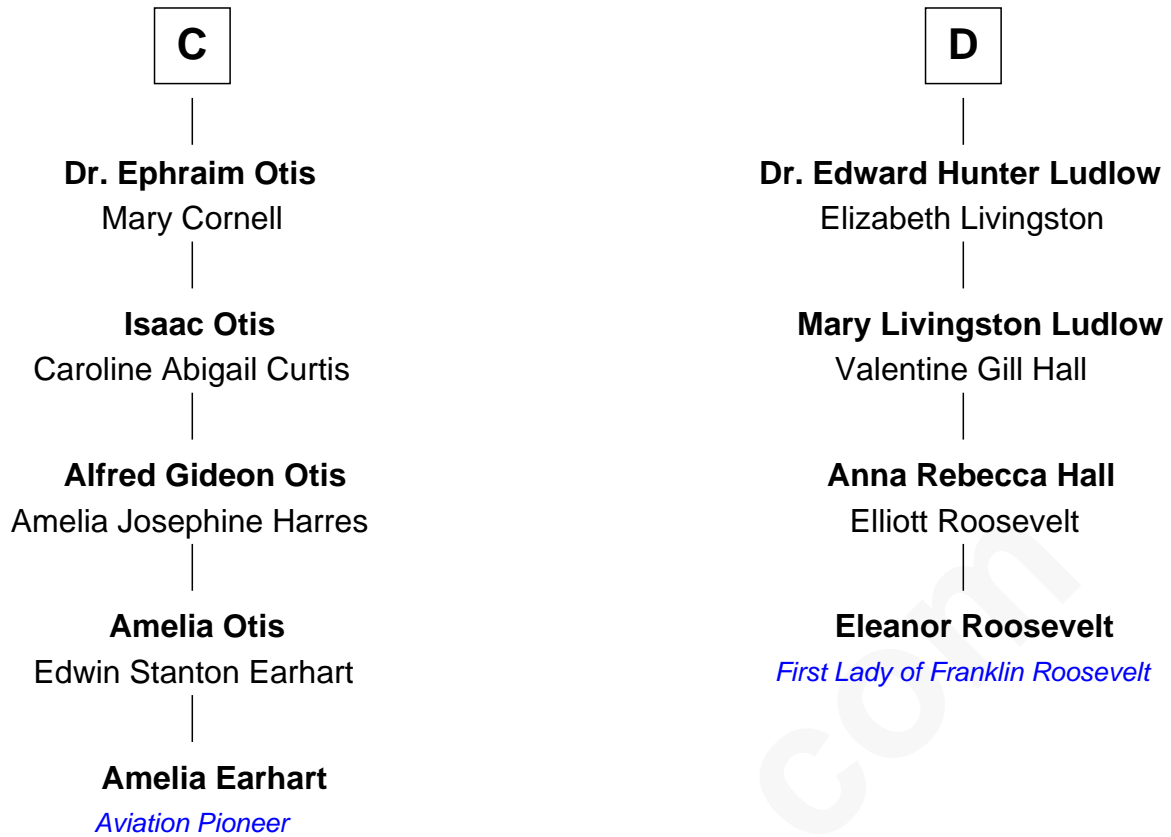 C
Dr. Ephraim Otis
Mary Cornell
Isaac Otis
Caroline Abigail Curtis
Alfred Gideon Otis
Amelia Josephine Harres
Amelia Otis
Edwin Stanton Earhart
Amelia Earhart
Aviation Pioneer
D
Dr. Edward Hunter Ludlow
Elizabeth Livingston
Mary Livingston Ludlow
Valentine Gill Hall
Anna Rebecca Hall
Elliott Roosevelt
Eleanor Roosevelt
First Lady of Franklin Roosevelt
com